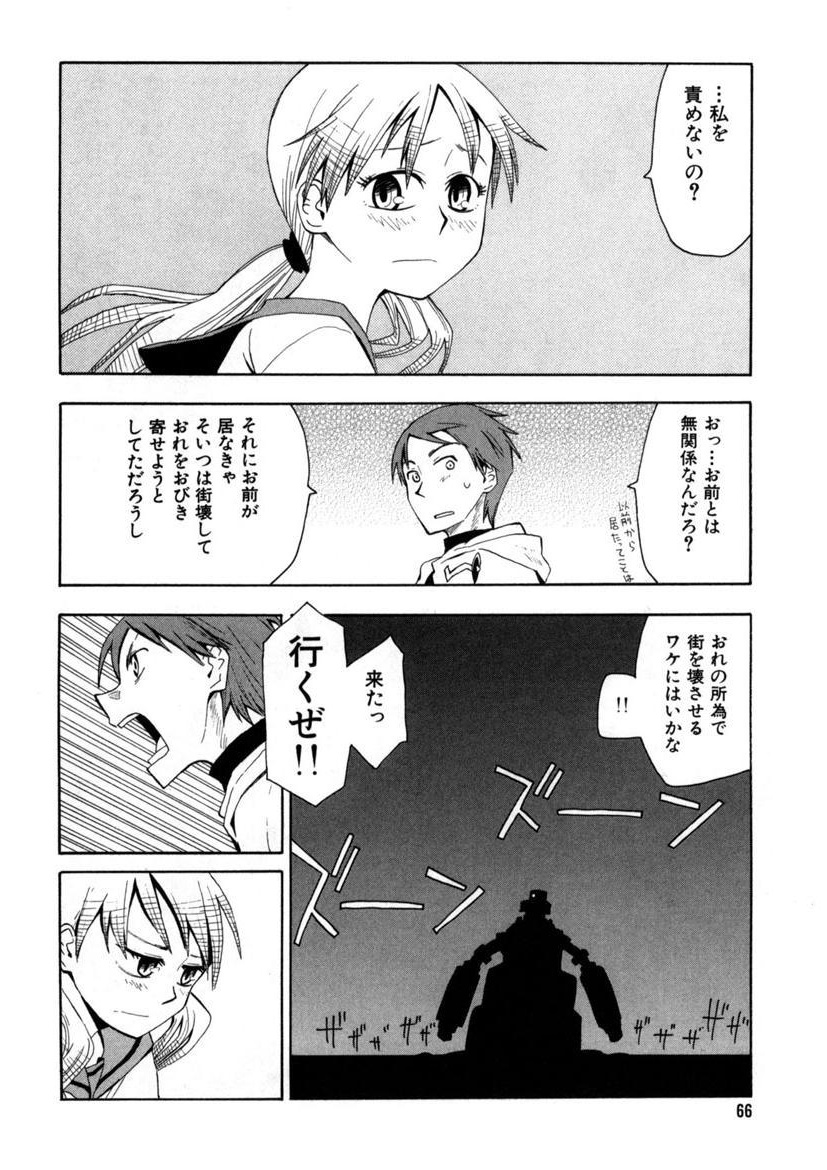 …私を
責めないの？
おっ…お前とは
無関係なんだろ？
以前から
居たってことは
それにお前が
居なきゃ
そいつは街壊して
おれをおびき
寄せようと
してただろうし
おれの所為で
街を壊させる
ワケにはいかな
!!
ズーン
ズーン
ザザ
ザザザザ
ザザザザ
来たっ
行くぜ!!
66